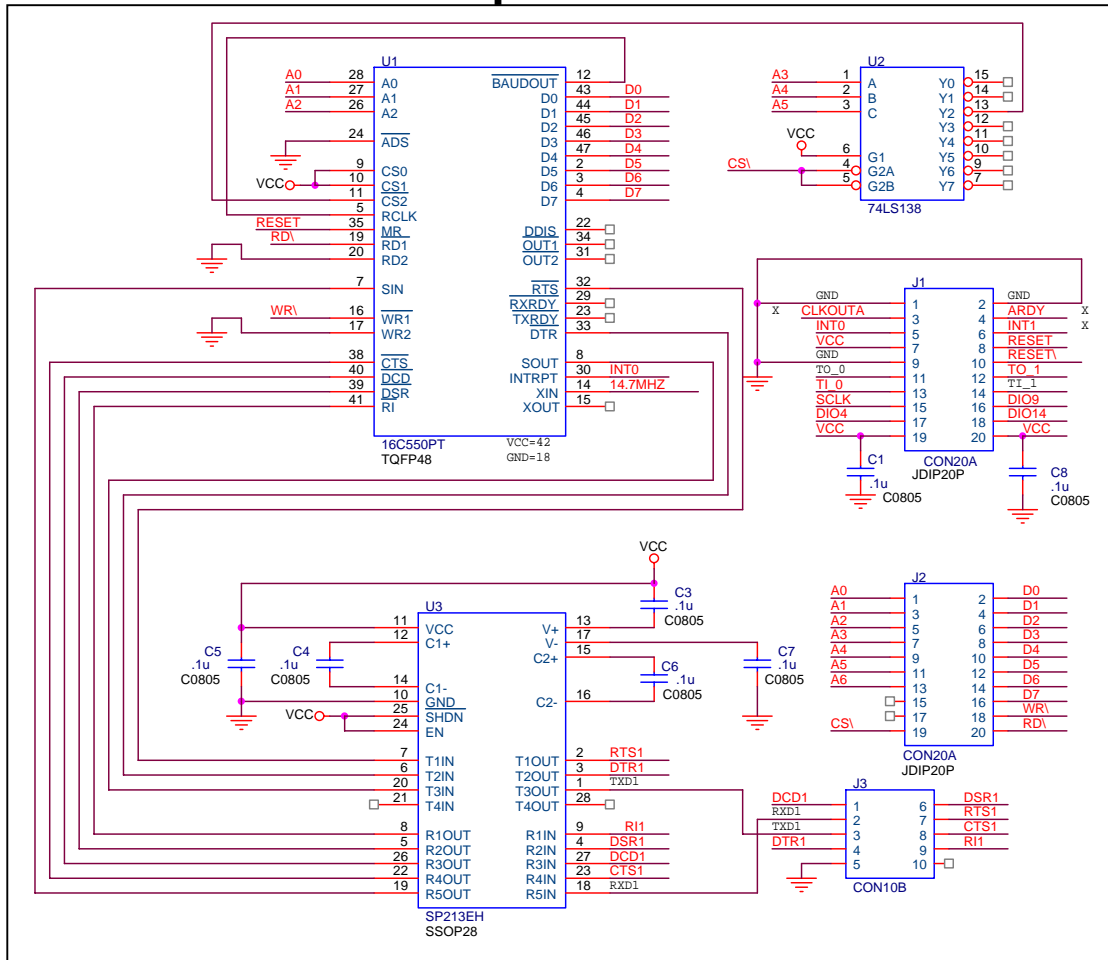 U1
A0 28 A0
A1 27 A1
A2 26 A2
24 ADS
9 CS0
VCC 10 CS1
11 CS2
5 RCLK
RESET 35 MR
RD\ 19 RD1
20 RD2
7 SIN
WR\ 16 WR1
17 WR2
38 CTS
40 DCD
39 DSR
41 RI
BAUDOUT 12
D0 43 D0
D1 44 D1
D2 45 D2
D3 46 D3
D4 47 D4
D5 2 D5
D6 3 D6
D7 4 D7
DDIS 22
OUT1 34
OUT2 31
RTS 32
RXRDY 29
TXRDY 23
DTR 33
SOUT 8
INTRPT 30 INT0
XIN 14 14.7MHZ
XOUT 15
16C550PT
TQFP48
VCC=42
GND=18
U2
A3 1 A
A4 2 B
A5 3 C
VCC
6 G1
CS\ 4 G2A
5 G2B
Y0 15
Y1 14
Y2 13
Y3 12
Y4 11
Y5 10
Y6 9
Y7 7
74LS138
J1
X GND 1 2 GND X
CLKOUTA 3 4 ARDY X
INT0 5 6 INT1
VCC 7 8 RESET
GND 9 10 RESET\
TO_0 11 12 TO_1
TI_0 13 14 TI_1
SCLK 15 16 DIO9
DIO4 17 18 DIO14
VCC 19 20 VCC
CON20A
JDIP20P
C1
.1u
C0805
C8
.1u
C0805
VCC
C3
.1u
C0805
U3
11 VCC
12 C1+
14 C1-
10 GND
VCC 25 SHDN
24 EN
7 T1IN
6 T2IN
20 T3IN
21 T4IN
8 R1OUT
5 R2OUT
26 R3OUT
22 R4OUT
19 R5OUT
V+ 13
V- 17
C2+ 15
C2- 16
T1OUT 2 RTS1
T2OUT 3 DTR1
T3OUT 1 TXD1
T4OUT 28
R1IN 9 RI1
R2IN 4 DSR1
R3IN 27 DCD1
R4IN 23 CTS1
R5IN 18 RXD1
SP213EH
SSOP28
C5
.1u
C0805
C4
.1u
C0805
C6
.1u
C0805
C7
.1u
C0805
J2
A0 1 2 D0
A1 3 4 D1
A2 5 6 D2
A3 7 8 D3
A4 9 10 D4
A5 11 12 D5
A6 13 14 D6
15 16 D7
17 18 WR\
CS\ 19 20 RD\
CON20A
JDIP20P
J3
DCD1 1 6 DSR1
RXD1 2 7 RTS1
TXD1 3 8 CTS1
DTR1 4 9 RI1
5 10
CON10B